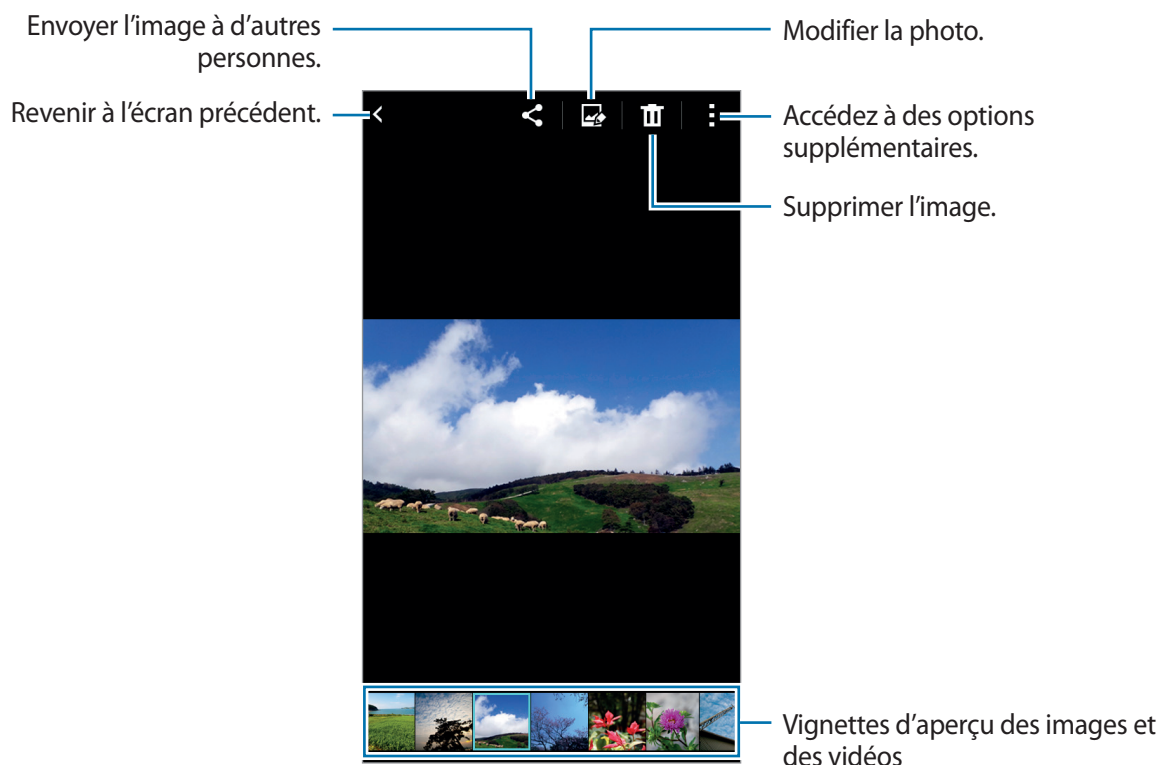 Envoyer l'image à d'autres
personnes.
Modifier la photo.
Revenir à l'écran précédent.
Accédez à des options
supplémentaires.
Supprimer l'image.
Vignettes d'aperçu des images et
des vidéos